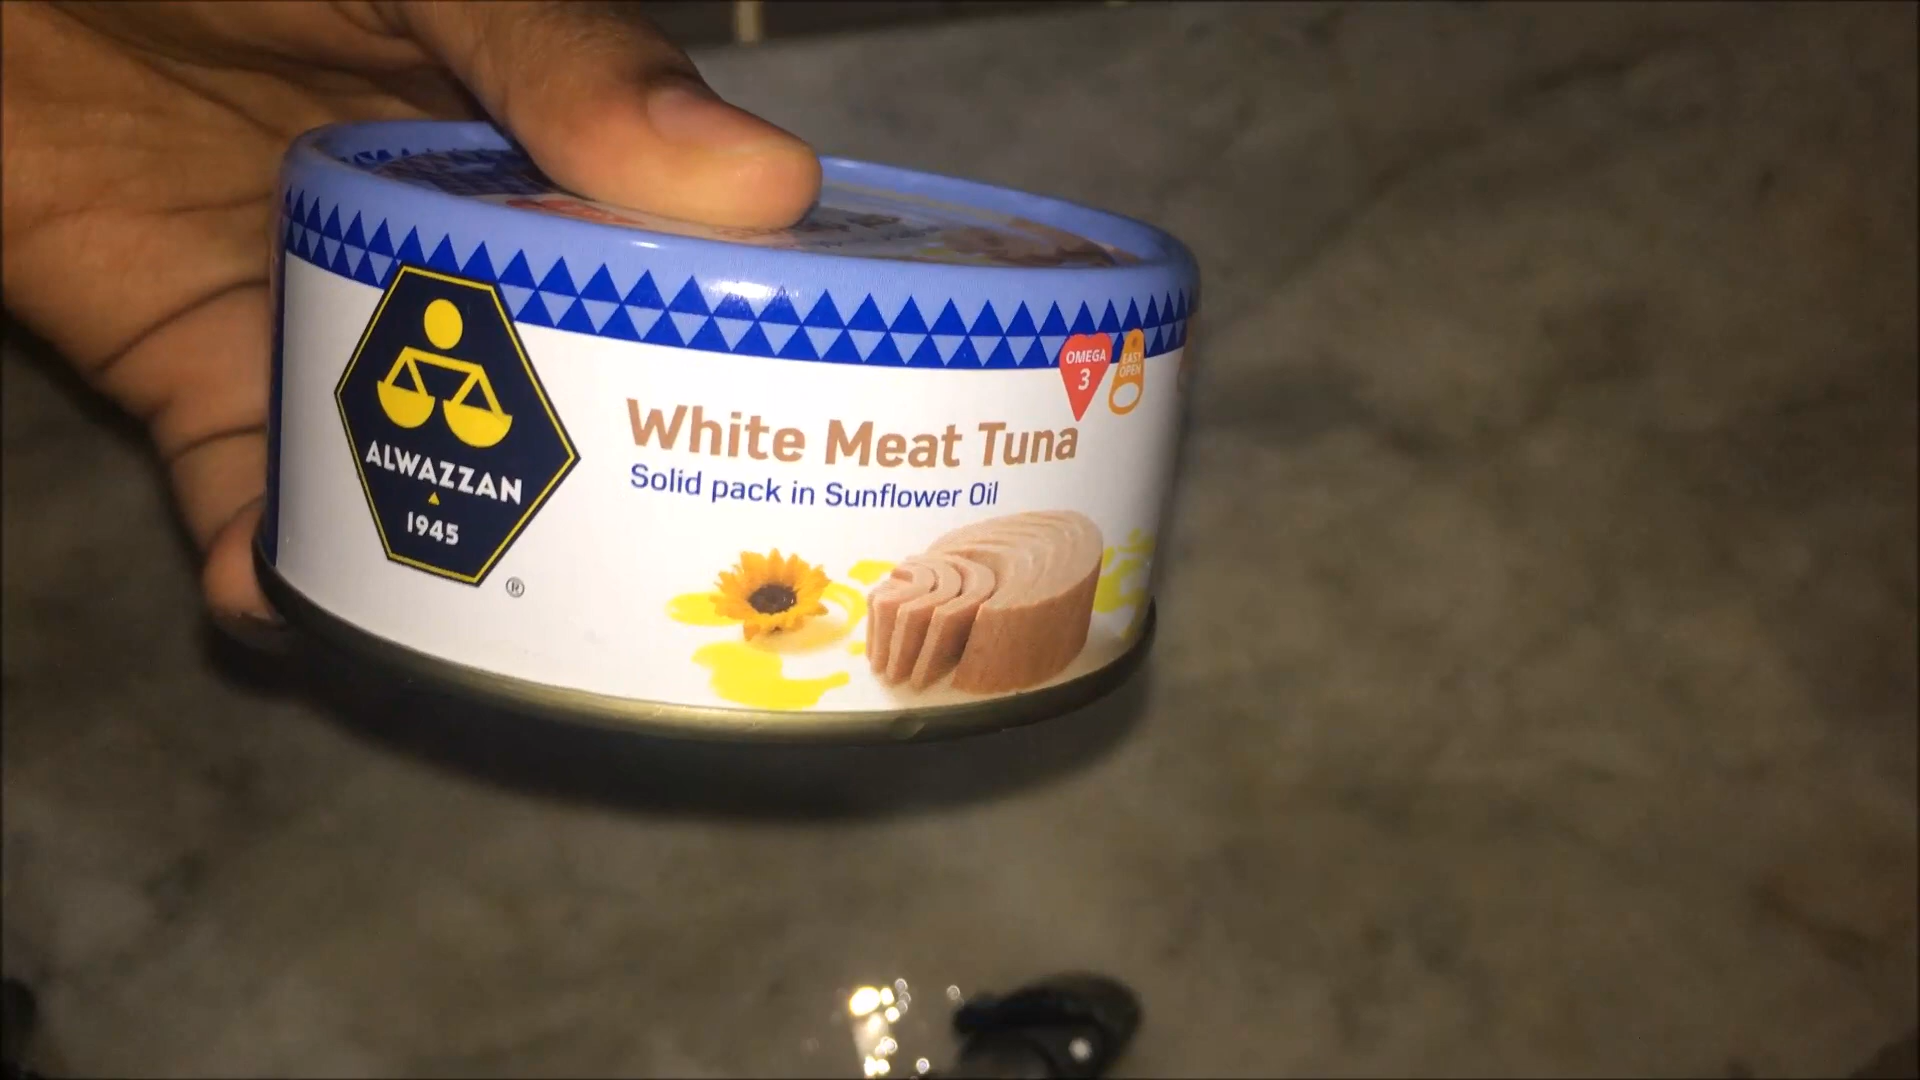 ALWAZZAN
1945
®
White Meat Tuna
Solid pack in Sunflower Oil
OMEGA
3
EASY
OPEN